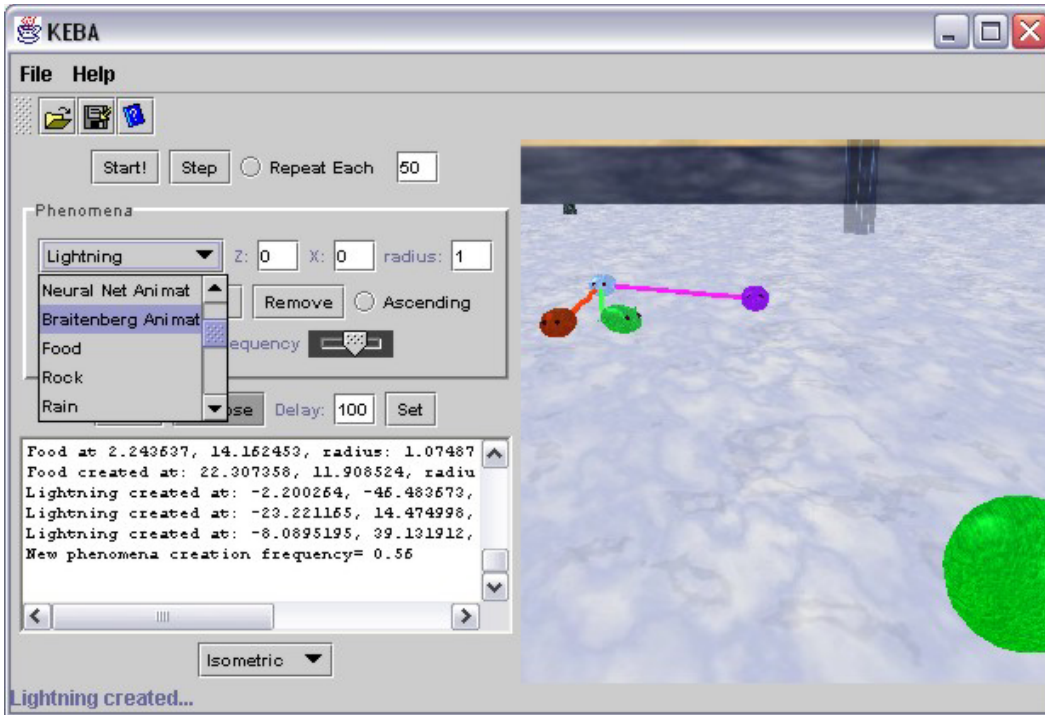 KEBA
File Help
Start! Step Repeat Each 50
Phenomena
Lightning Z: 0 X: 0 radius: 1
Neural Net Animat
Remove Ascending
Braitenberg Animat
equency
Food
Rock
Rain
ose Delay: 100 Set
Food at 2.243637, 14.152453, radius: 1.07487
Food created at: 22.307358, 11.908524, radiu
Lightning created at: -2.200264, -46.483673,
Lightning created at: -23.221165, 14.474998,
Lightning created at: -8.0895195, 39.131912,
New phenomena creation frequency= 0.56
Isometric
Lightning created...